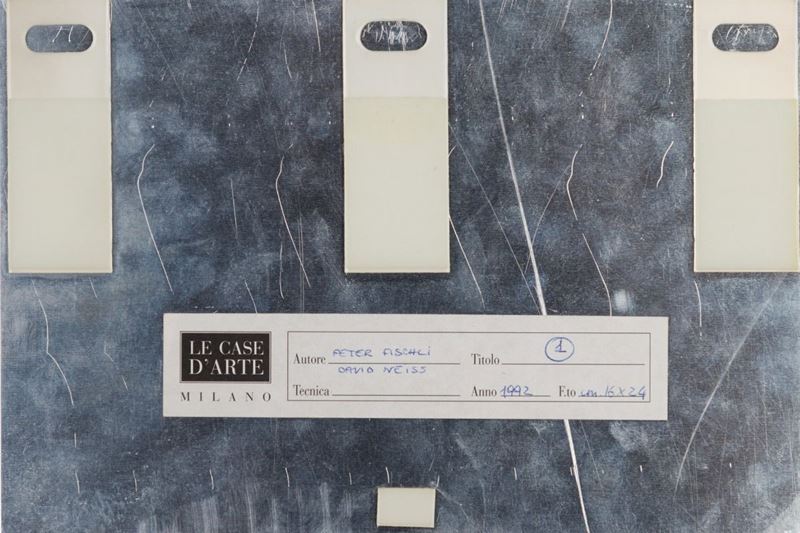 LE CASE
D'ARTE
MILANO
Autore PETER FISCHLI
DAVID WEISS
Titolo 1
Tecnica
Anno 1992 F.to cm. 16 x 24